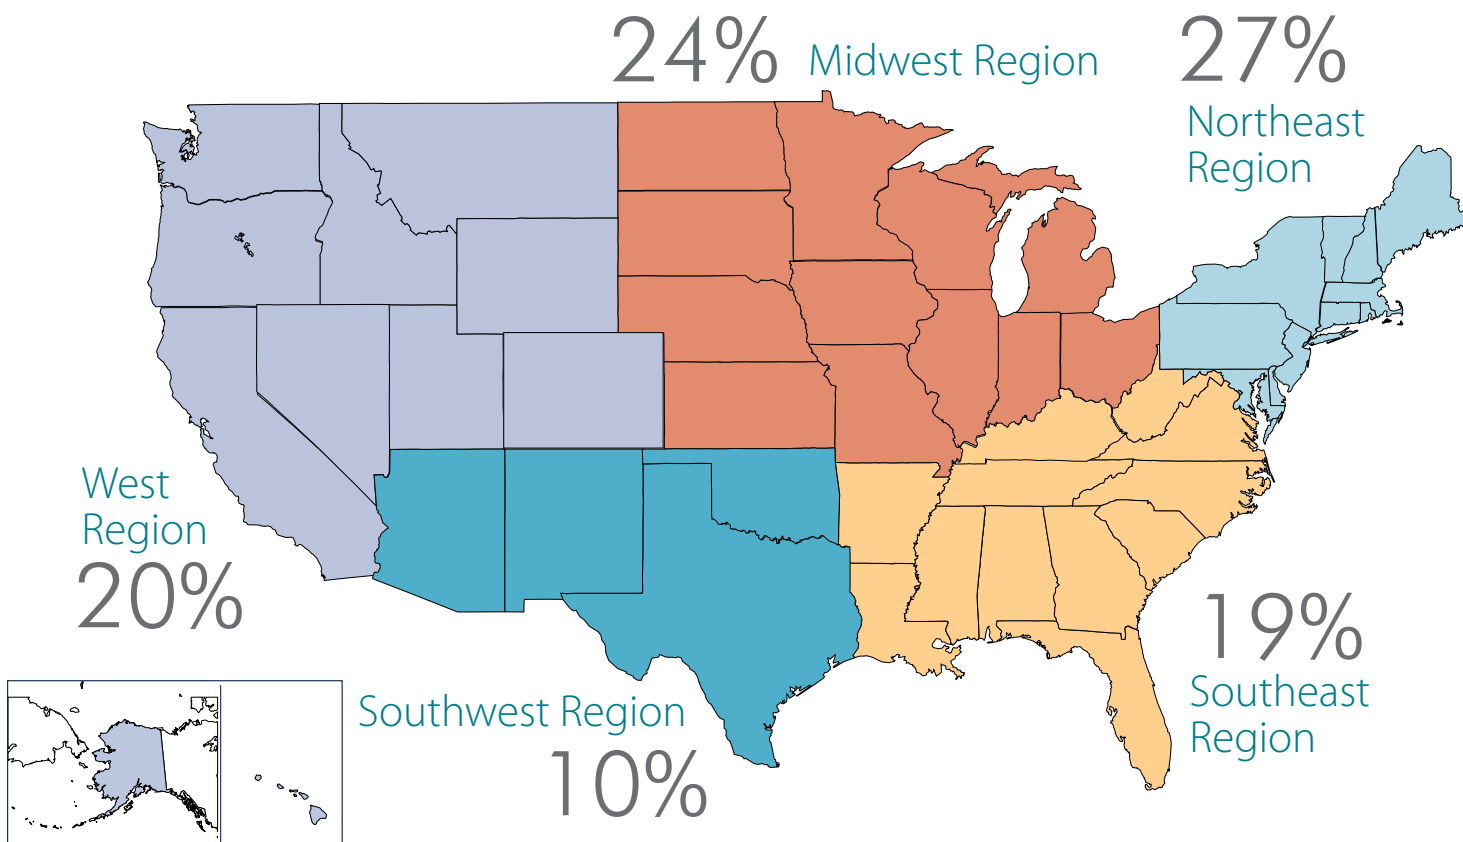 24% Midwest Region
27%
Northeast
Region
West
Region
20%
19%
Southeast
Region
Southwest Region
10%